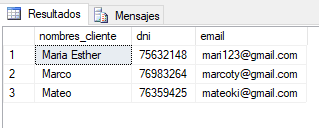 Resultados Mensajes
nombres_cliente dni email
1 Maria Esther 75632148 mari123@gmail.com
2 Marco 76983264 marcoty@gmail.com
3 Mateo 76359425 mateoki@gmail.com